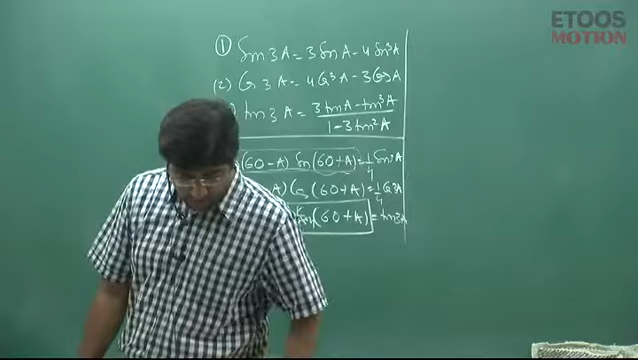 ETOOS
MOTION
① Sin 3A = 3 Sin A - 4 Sin³A
(2) Cos 3A = 4 Cos³A - 3 Cos A
) tan 3A = 3 tan A - tan³A / 1 - 3 tan²A
(60 - A) Sin (60 + A) = 1/4 Sin 3A
A) Cos (60 + A) = 1/4 Cos 3A
(60 + A) = tan 3A